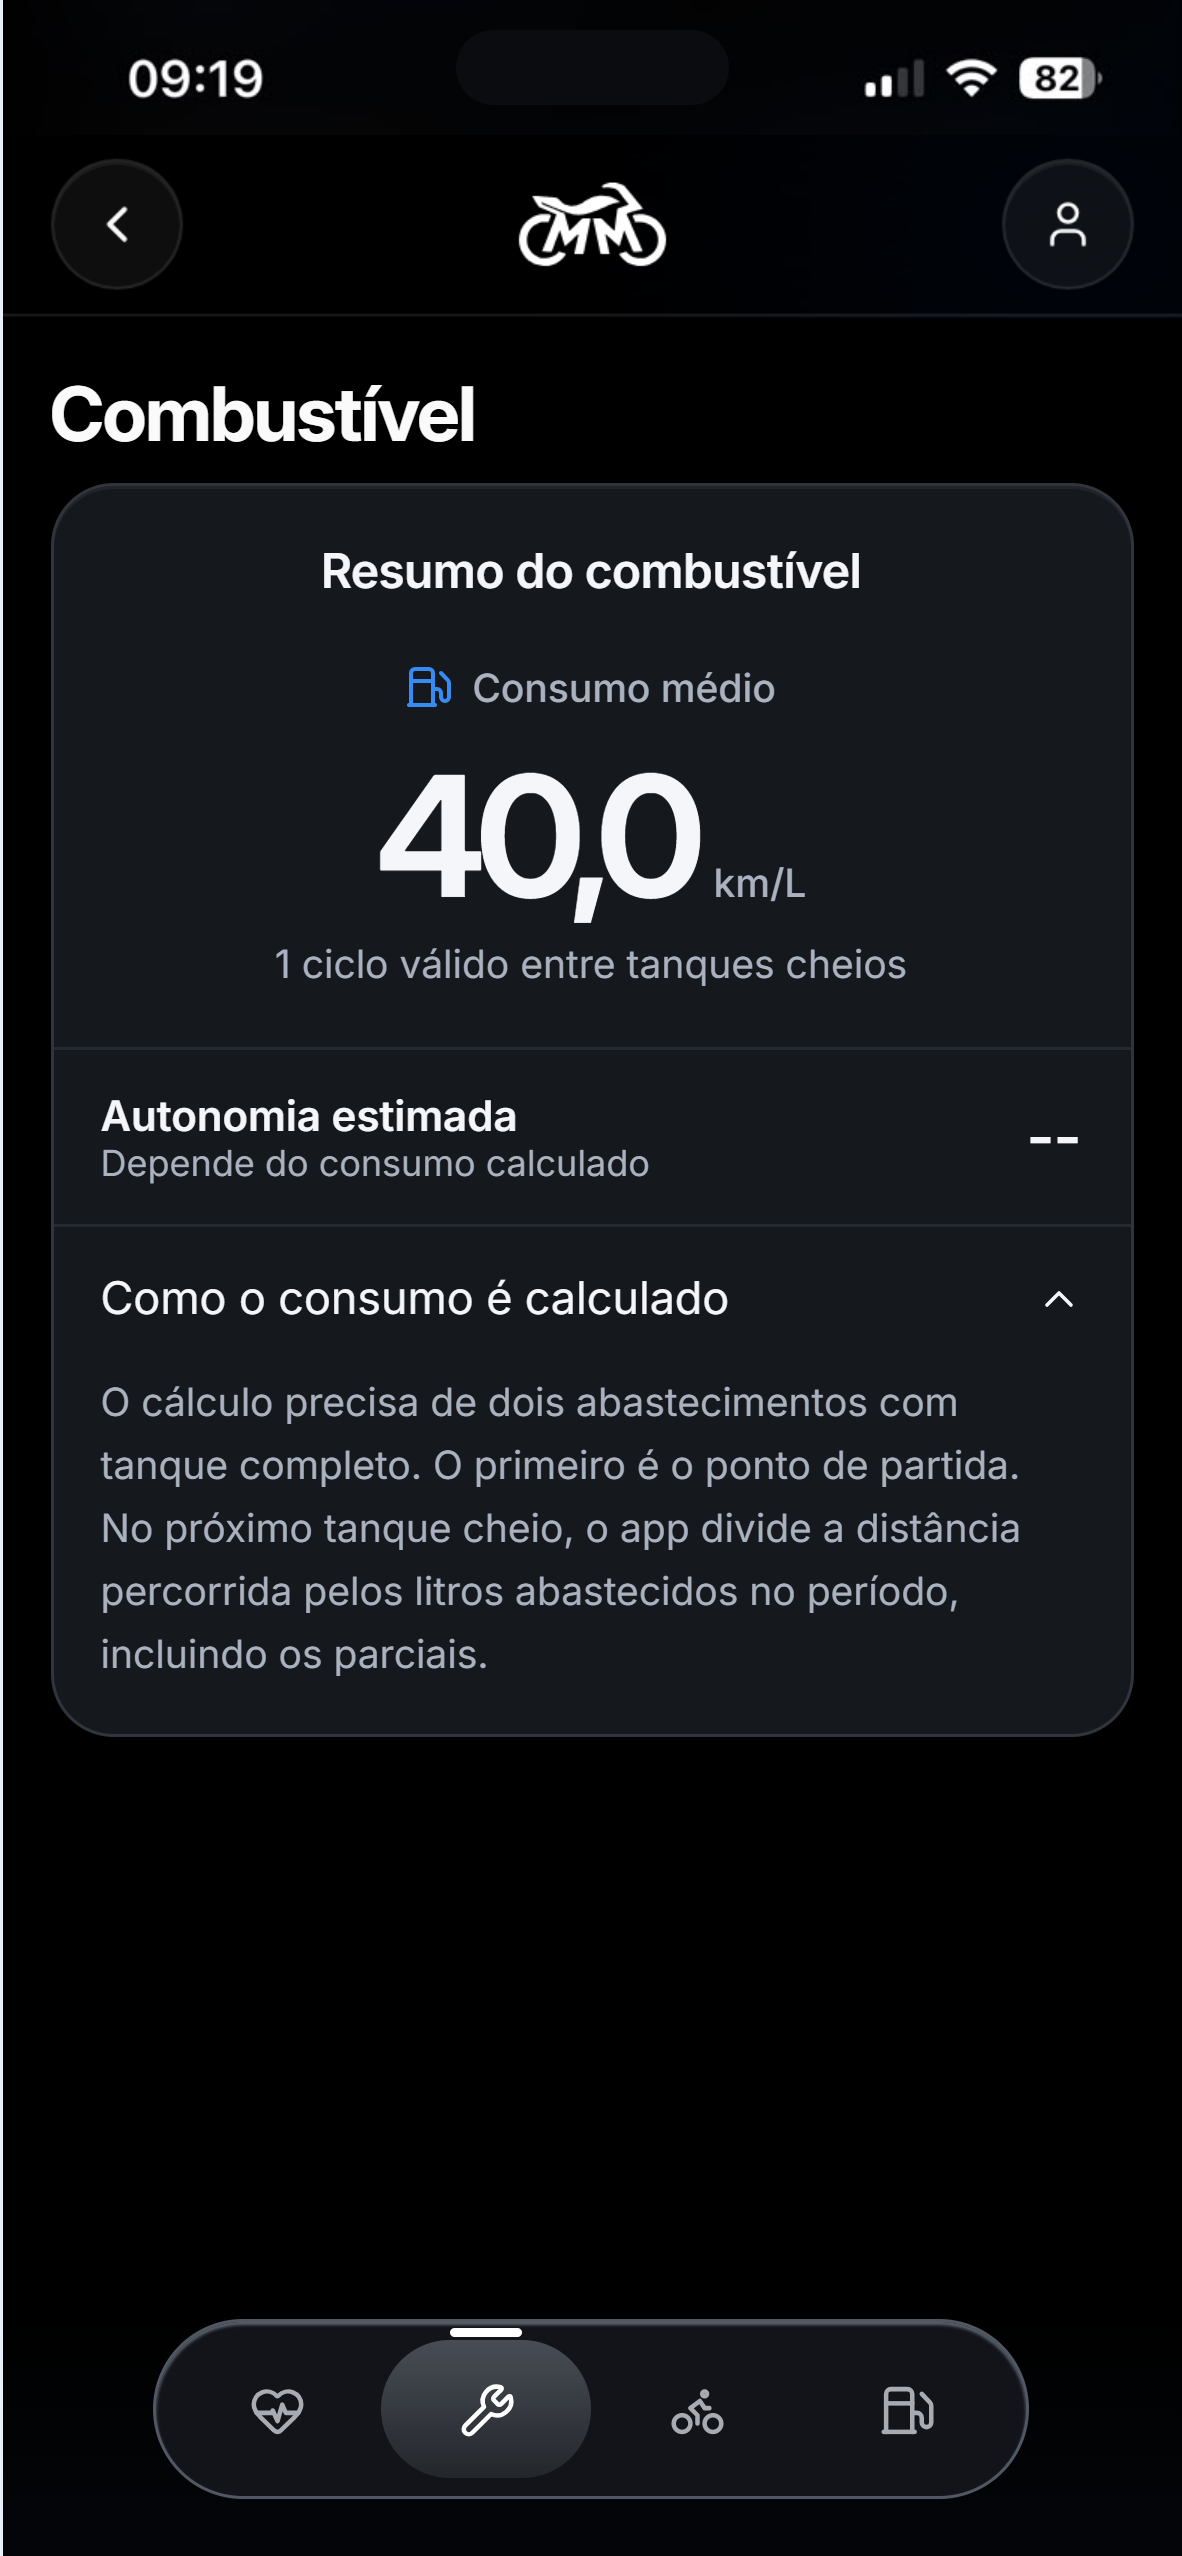 09:19
82
MM
Combustível
Resumo do combustível
Consumo médio
40,0 km/L
1 ciclo válido entre tanques cheios
Autonomia estimada
--
Depende do consumo calculado
Como o consumo é calculado
O cálculo precisa de dois abastecimentos com
tanque completo. O primeiro é o ponto de partida.
No próximo tanque cheio, o app divide a distância
percorrida pelos litros abastecidos no período,
incluindo os parciais.